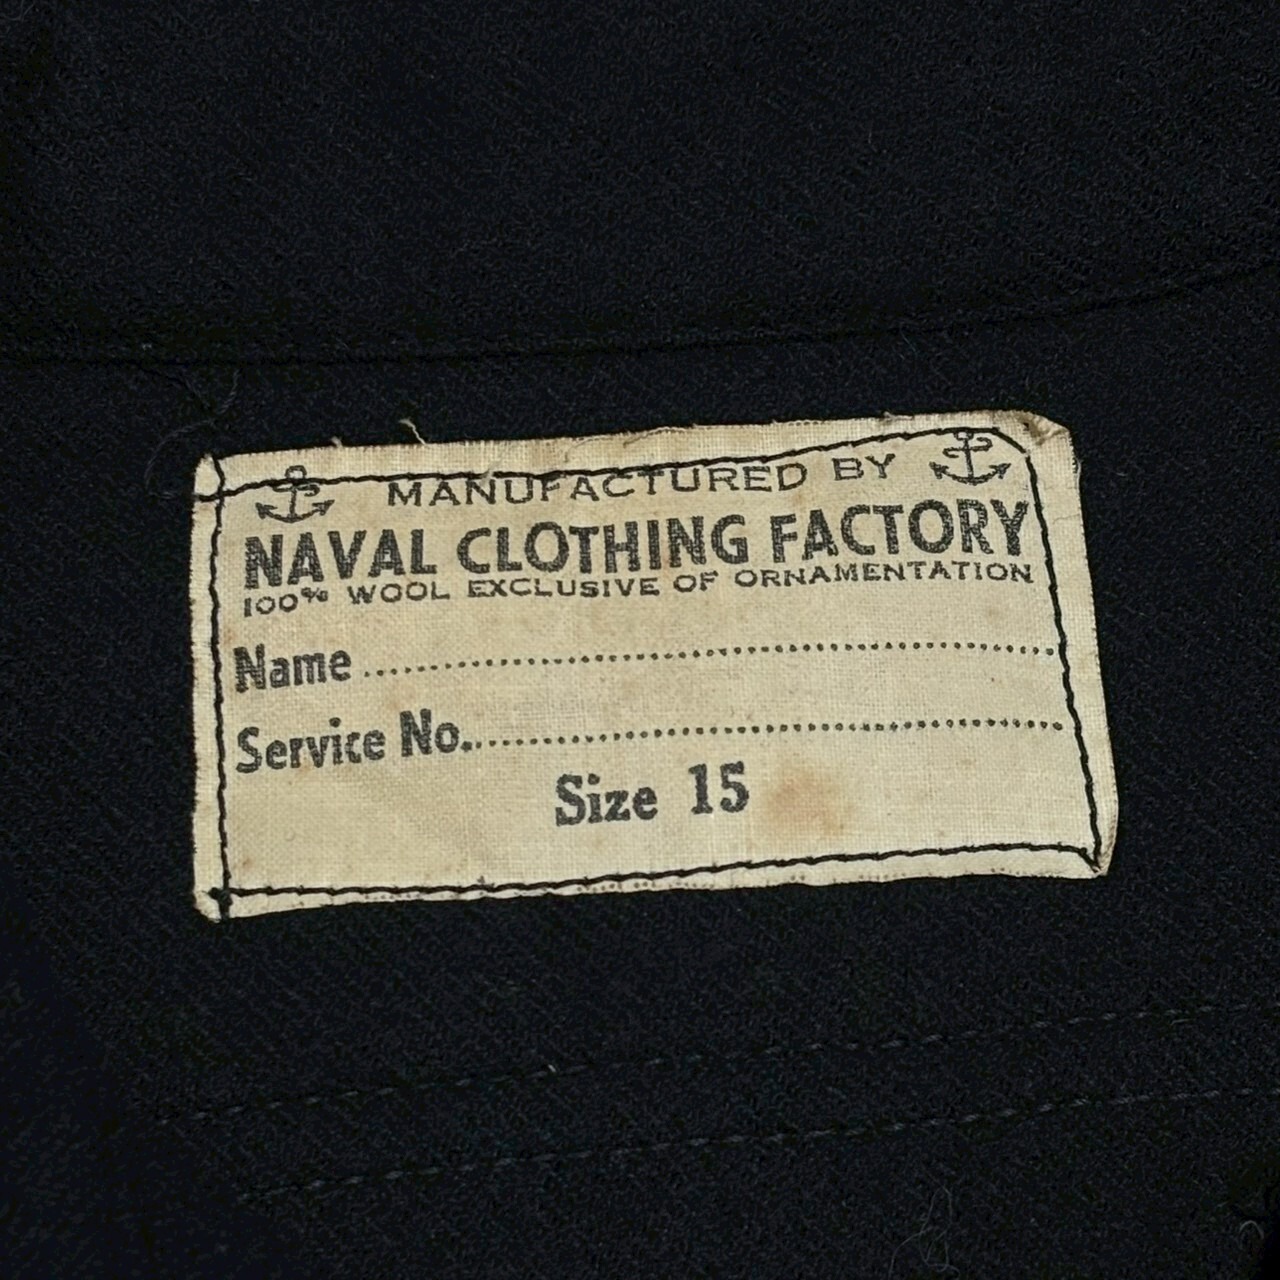 MANUFACTURED BY
NAVAL CLOTHING FACTORY
100% WOOL EXCLUSIVE OF ORNAMENTATION
Name ........................................................
Service No...................................................
Size 15